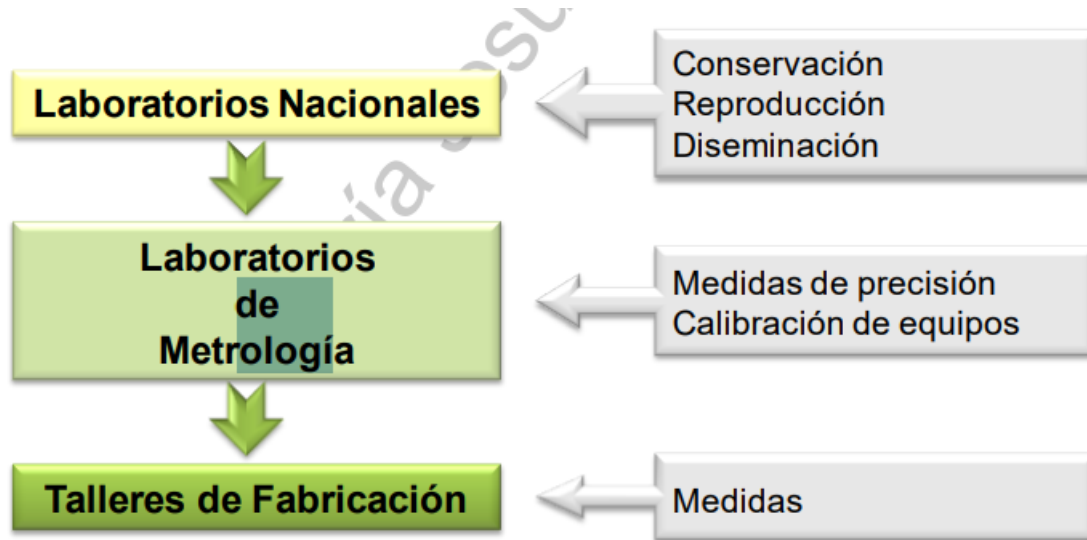 Laboratorios Nacionales
Conservación
Reproducción
Diseminación
Laboratorios
de
Metrología
Medidas de precisión
Calibración de equipos
Talleres de Fabricación
Medidas